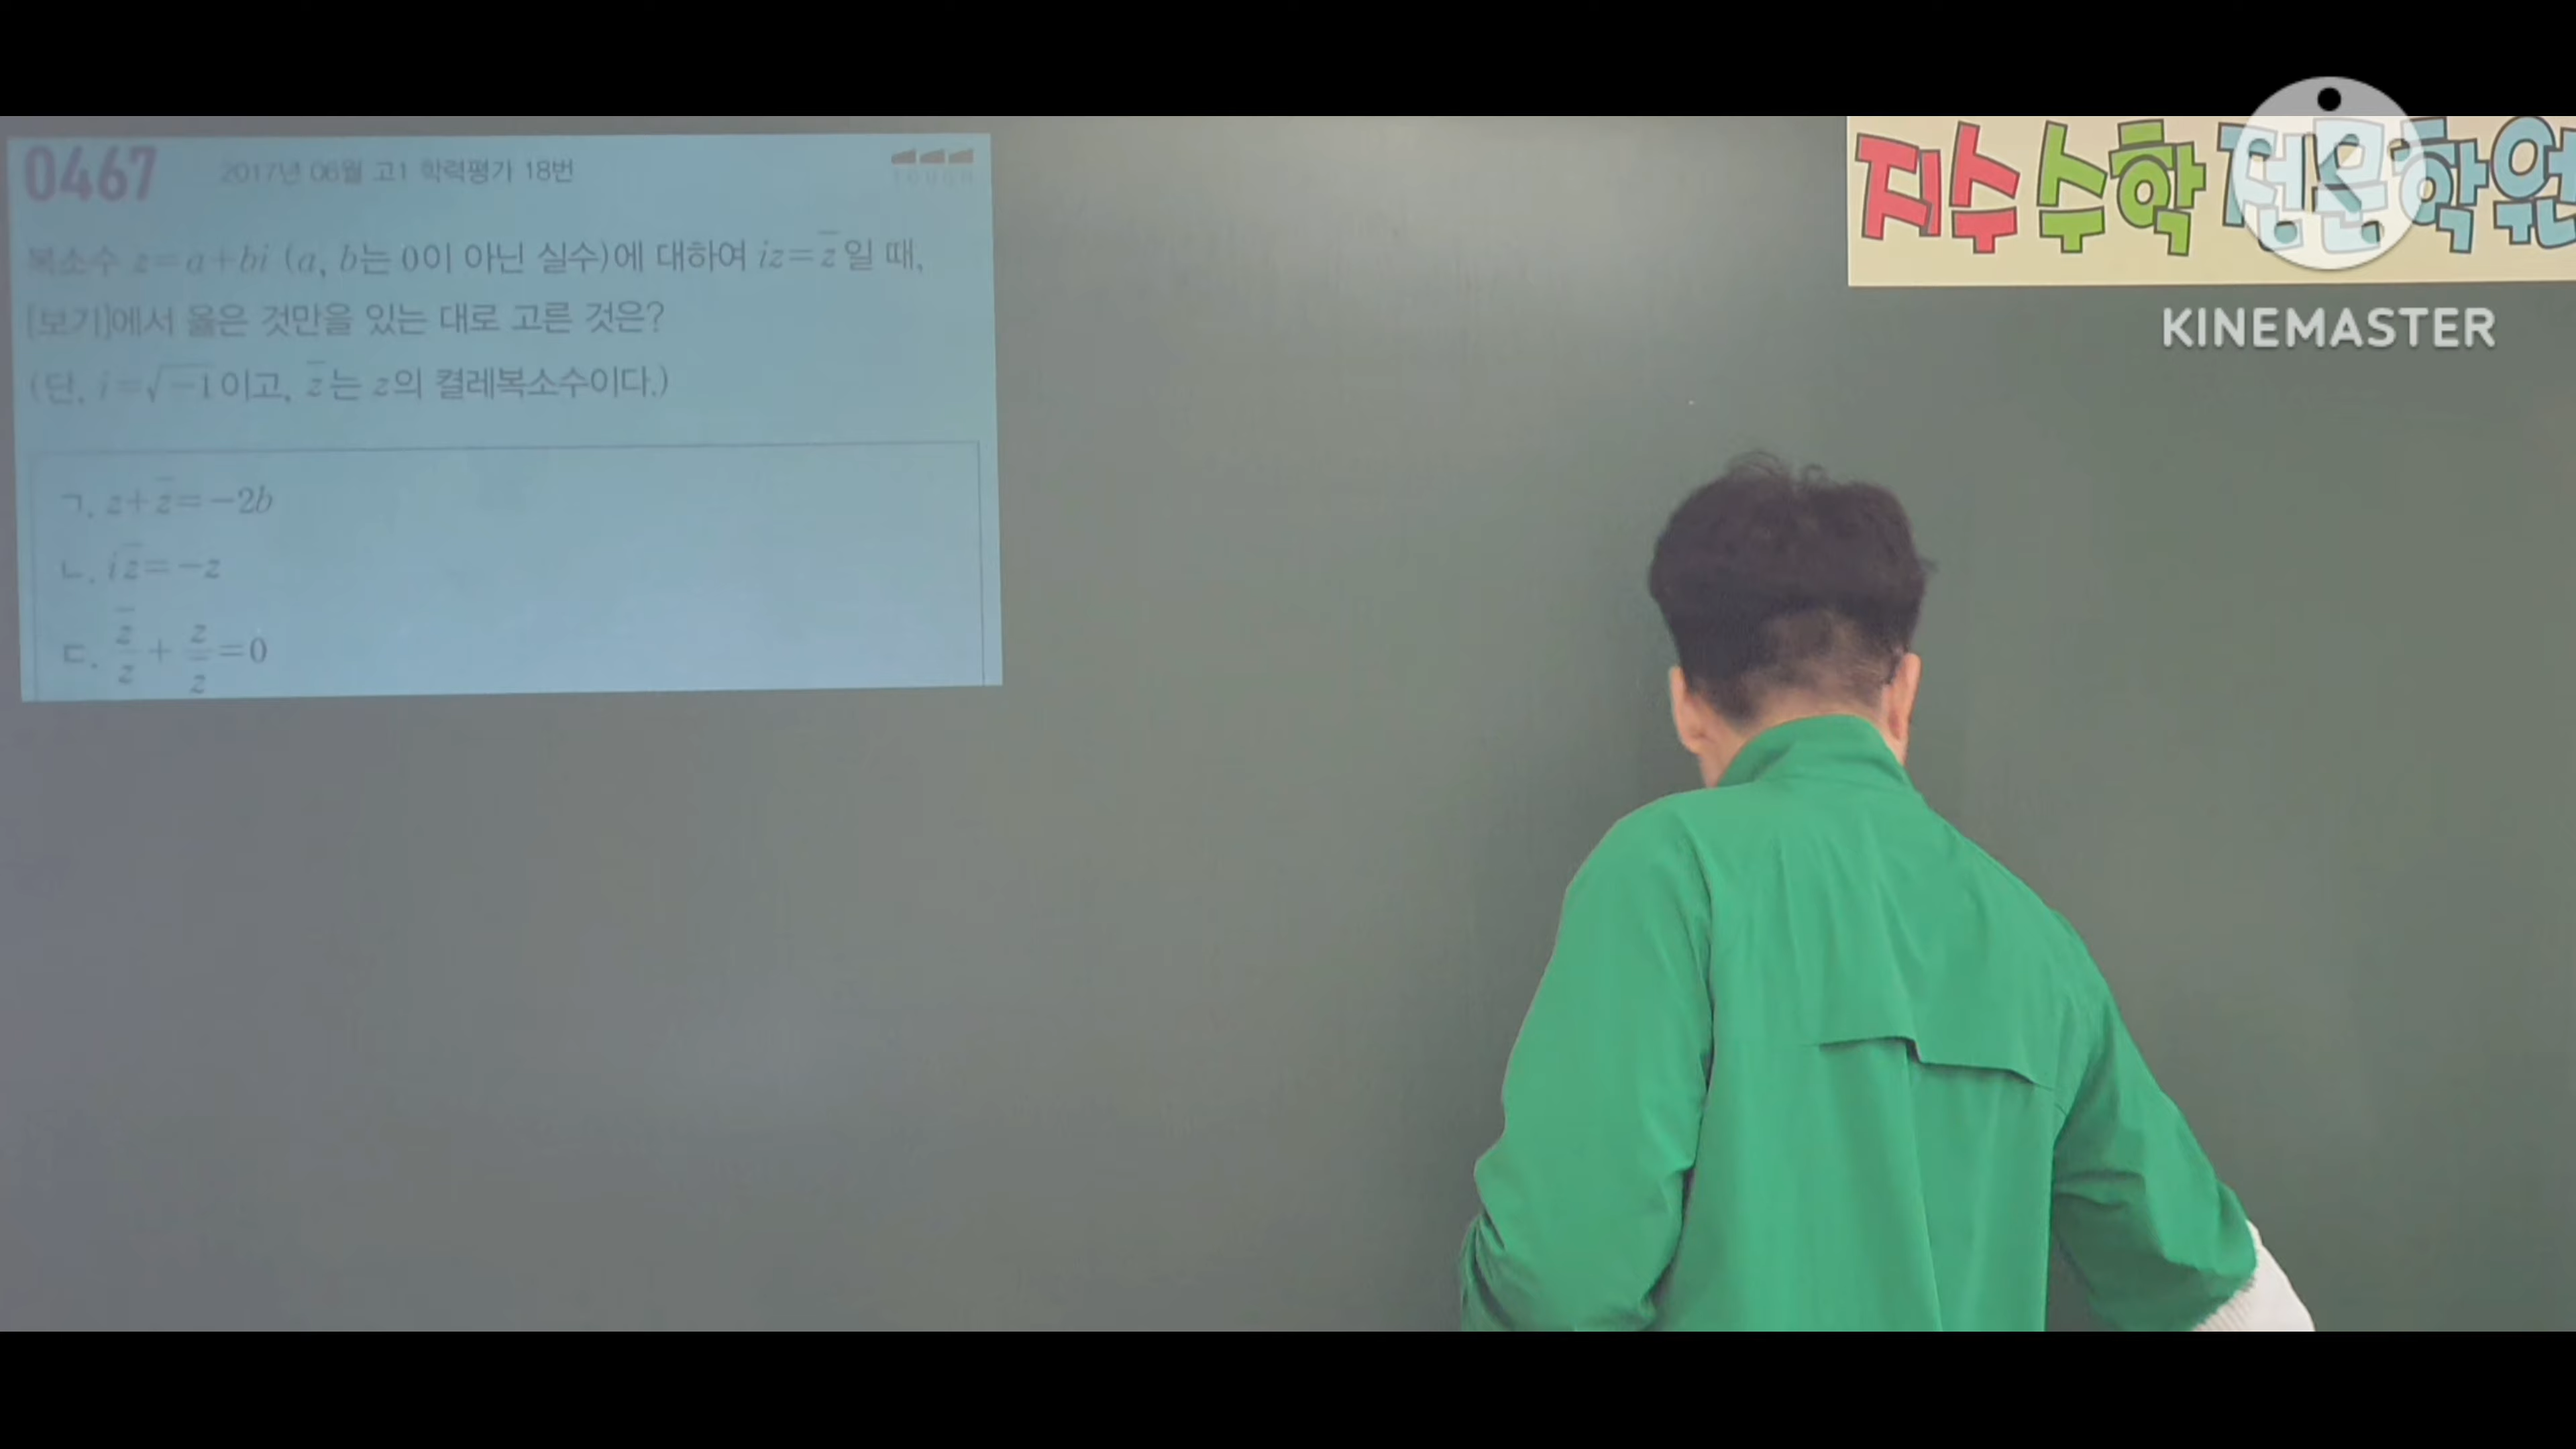 0467 2017년 06월 고1 학력평가 18번
TOUGH
복소수 z=a+bi (a, b는 0이 아닌 실수)에 대하여 iz=z̅일 때,
[보기]에서 옳은 것만을 있는 대로 고른 것은?
(단, i=√-1이고, z̅는 z의 켤레복소수이다.)
ㄱ. z+z̅=-2b
ㄴ. iz̅=-z
ㄷ. z̅/z + z/z̅ =0
지수수학전문학원
KINEMASTER